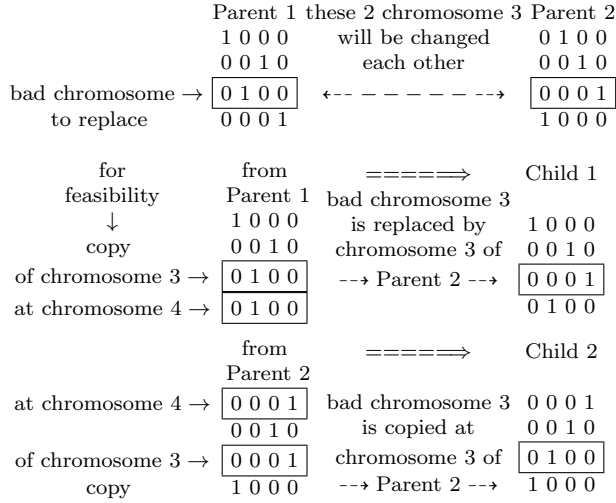 Parent 1 these 2 chromosome 3 Parent 2
1 0 0 0 will be changed 0 1 0 0
0 0 1 0 each other 0 0 1 0
bad chromosome → 0 1 0 0 ⇠ - - - - - - ⇢ 0 0 0 1
to replace 0 0 0 1 1 0 0 0
for from ======⇒ Child 1
feasibility Parent 1 bad chromosome 3
↓ 1 0 0 0 is replaced by 1 0 0 0
copy 0 0 1 0 chromosome 3 of 0 0 1 0
of chromosome 3 → 0 1 0 0 ⇢ Parent 2 ⇢ 0 0 0 1
at chromosome 4 → 0 1 0 0 0 1 0 0
from ======⇒ Child 2
Parent 2
at chromosome 4 → 0 0 0 1 bad chromosome 3 0 0 0 1
0 0 1 0 is copied at 0 0 1 0
of chromosome 3 → 0 0 0 1 chromosome 3 of 0 1 0 0
copy 1 0 0 0 ⇢ Parent 2 ⇢ 1 0 0 0